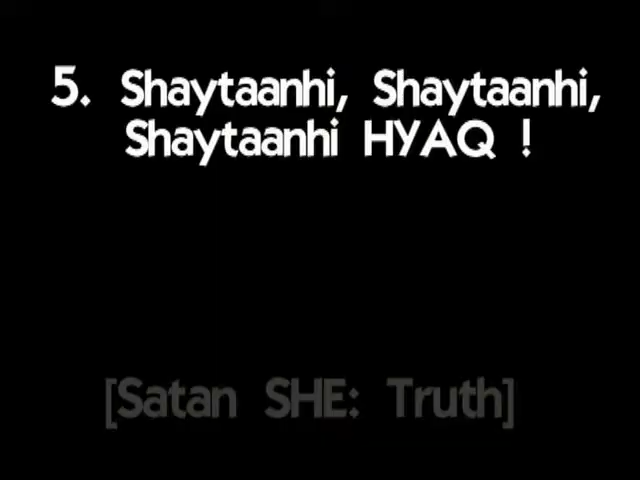 5. Shaytaanhi, Shaytaanhi,
Shaytaanhi HYAQ !
[Satan SHE: Truth]